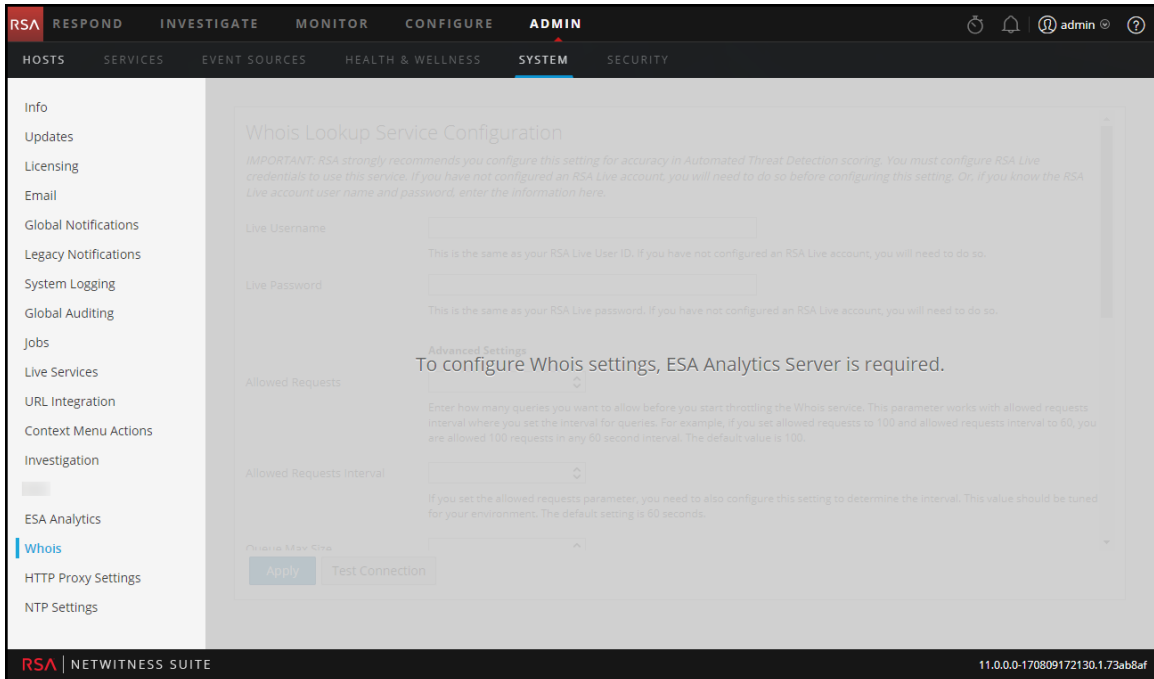 RSA RESPOND INVESTIGATE MONITOR CONFIGURE ADMIN admin ?
HOSTS SERVICES EVENT SOURCES HEALTH & WELLNESS SYSTEM SECURITY
Info
Updates
Licensing
Email
Global Notifications
Legacy Notifications
System Logging
Global Auditing
Jobs
Live Services
URL Integration
Context Menu Actions
Investigation
ESA Analytics
Whois
HTTP Proxy Settings
NTP Settings
Whois Lookup Service Configuration
IMPORTANT: RSA strongly recommends you configure this setting for accuracy in Automated Threat Detection scoring. You must configure RSA Live
credentials to use this service. If you have not configured an RSA Live account, you will need to do so before configuring this setting. Or, if you know the RSA
Live account user name and password, enter the information here.
Live Username
This is the same as your RSA Live User ID. If you have not configured an RSA Live account, you will need to do so.
Live Password
This is the same as your RSA Live password. If you have not configured an RSA Live account, you will need to do so.
Advanced Settings
To configure Whois settings, ESA Analytics Server is required.
Allowed Requests
Enter how many queries you want to allow before you start throttling the Whois service. This parameter works with allowed requests
interval where you set the interval for queries. For example, if you set allowed requests to 100 and allowed requests interval to 60, you
are allowed 100 requests in any 60 second interval. The default value is 100.
Allowed Requests Interval
If you set the allowed requests parameter, you need to also configure this setting to determine the interval. This value should be tuned
for your environment. The default setting is 60 seconds.
Queue Max Size
Apply Test Connection
RSA NETWITNESS SUITE 11.0.0.0-170809172130.1.73ab8af